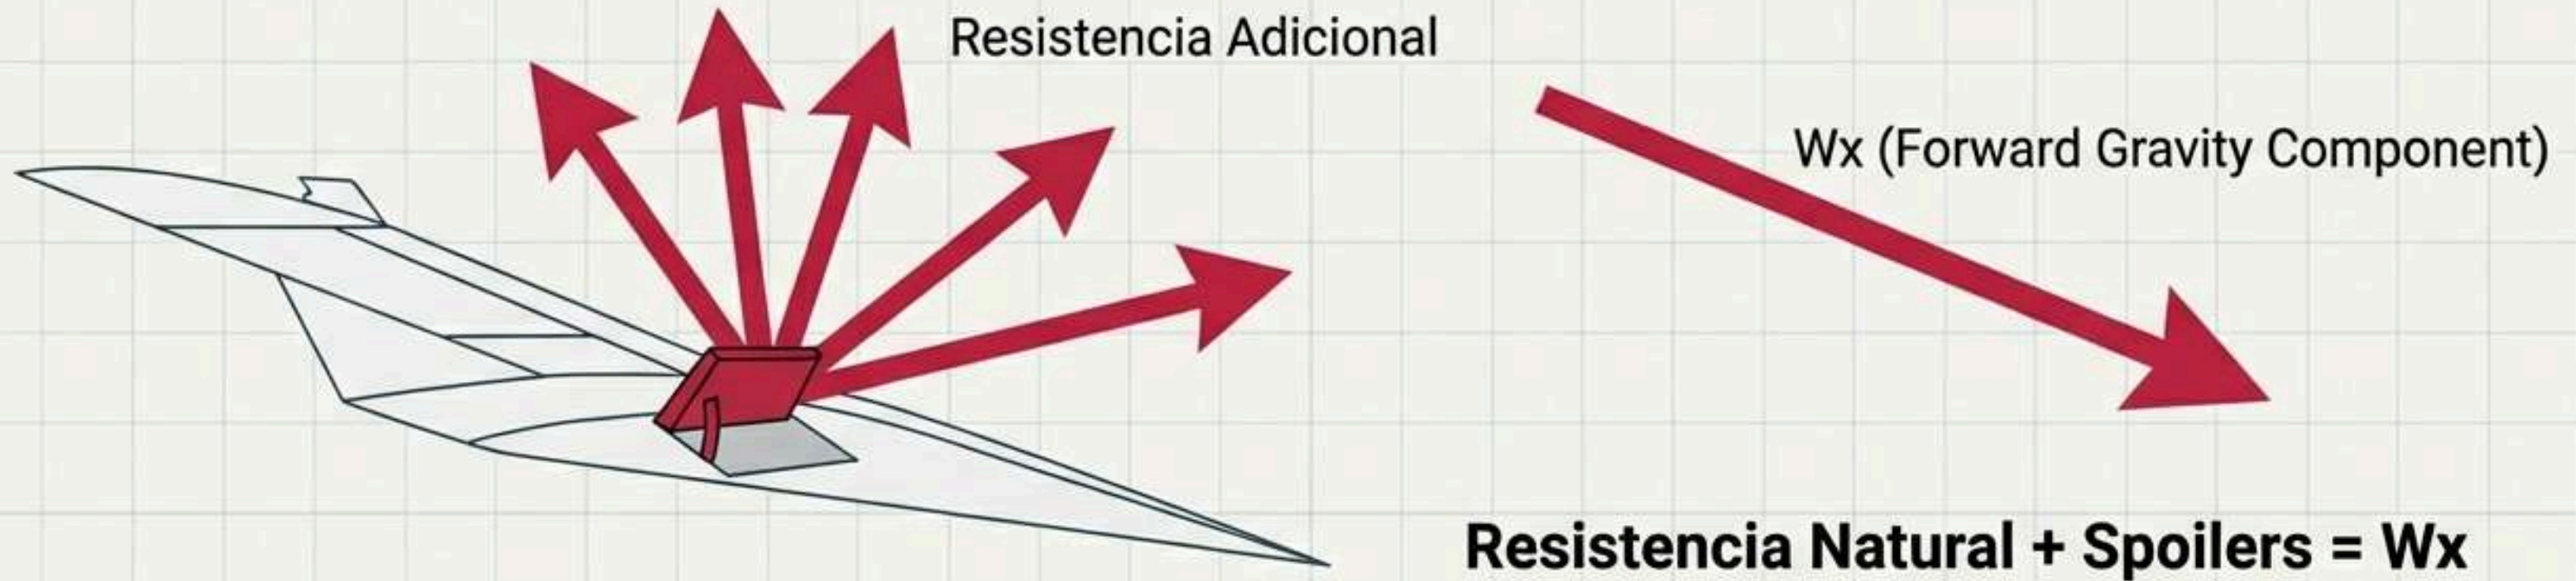 Resistencia Adicional
Wx (Forward Gravity Component)
Resistencia Natural + Spoilers = Wx